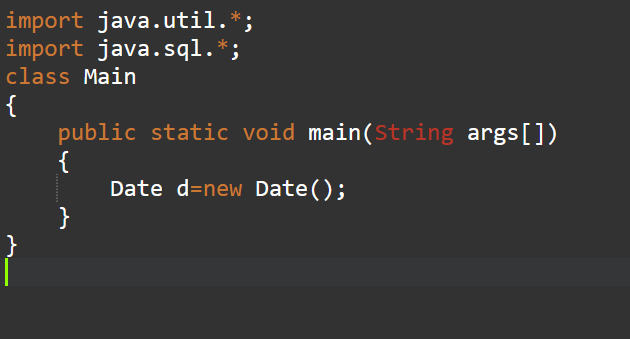 import java.util.*;
import java.sql.*;
class Main
{
    public static void main(String args[])
    {
        Date d=new Date();
    }
}